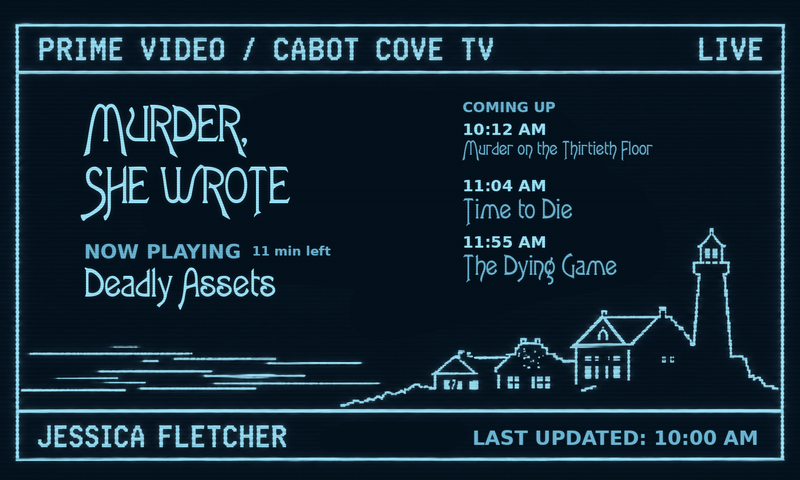 PRIME VIDEO / CABOT COVE TV
LIVE
MURDER,
SHE WROTE
NOW PLAYING 11 min left
Deadly Assets
COMING UP
10:12 AM
Murder on the Thirtieth Floor
11:04 AM
Time to Die
11:55 AM
The Dying Game
JESSICA FLETCHER
LAST UPDATED: 10:00 AM